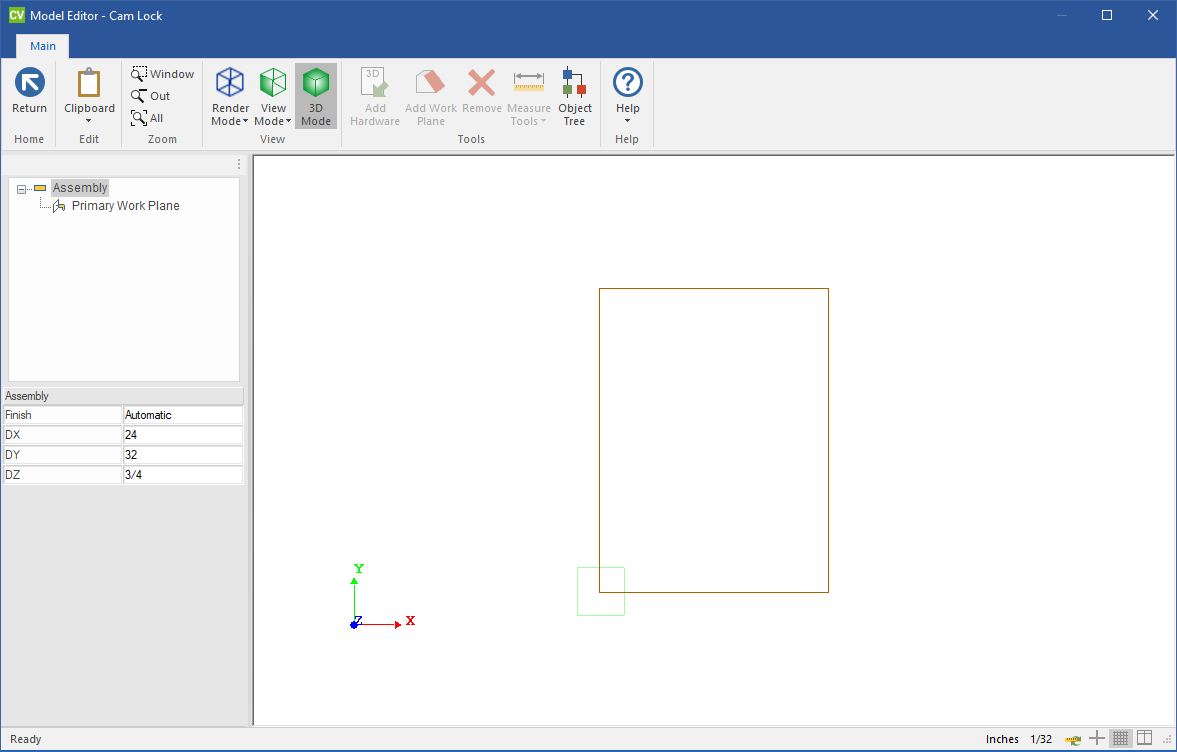 CV Model Editor - Cam Lock
Main
Return
Clipboard
Window
Out
All
Render Mode
View Mode
3D Mode
3D
Add Hardware
Add Work Plane
Remove
Measure Tools
Object Tree
Help
Home
Edit
Zoom
View
Tools
Help
Assembly
Primary Work Plane
Assembly
Finish Automatic
DX 24
DY 32
DZ 3/4
Y
Z
X
Ready
Inches 1/32